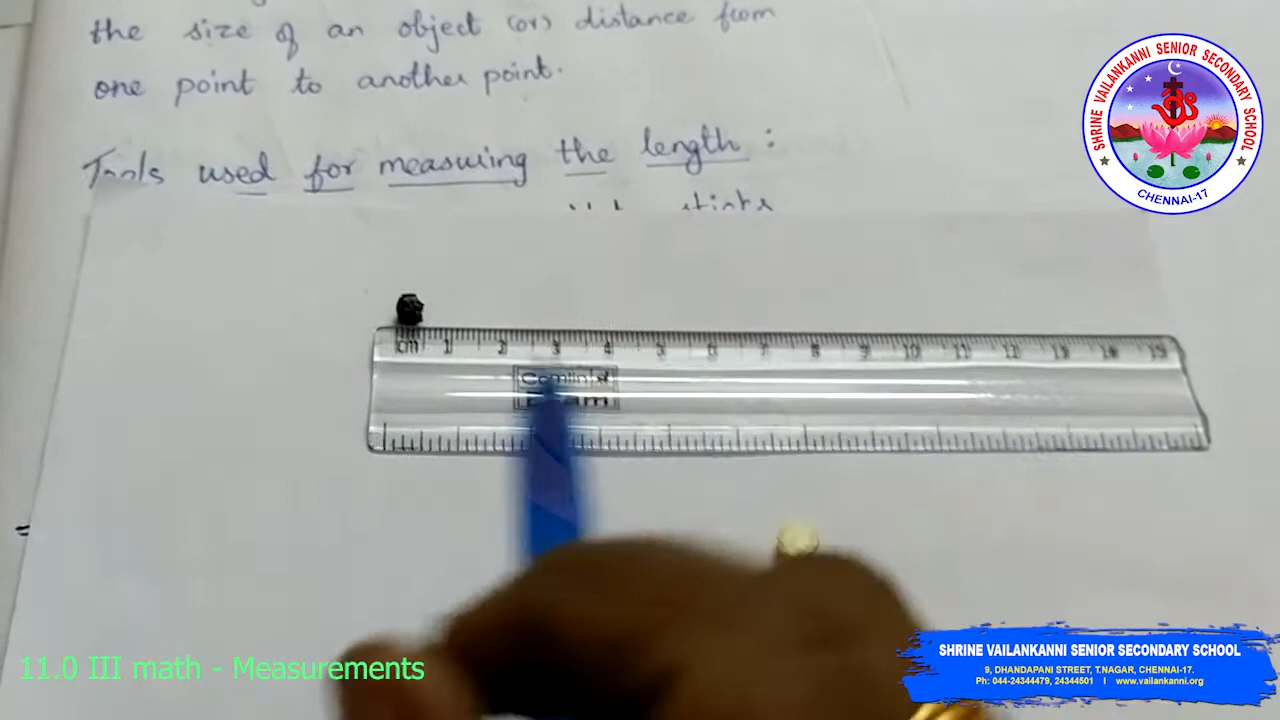 the size of an object (or) distance from
one point to another point.
Tools used for measuring the length :
SHRINE VAILANKANNI SENIOR SECONDARY SCHOOL
CHENNAI-17
cm 1 2 3 4 5 6 7 8 9 10 11 12 13 14 15
Camlin
Exam
11.0 III math - Measurements
SHRINE VAILANKANNI SENIOR SECONDARY SCHOOL
9, DHANDAPANI STREET, T.NAGAR, CHENNAI-17.
Ph: 044-24344479, 24344501 I www.vailankanni.org